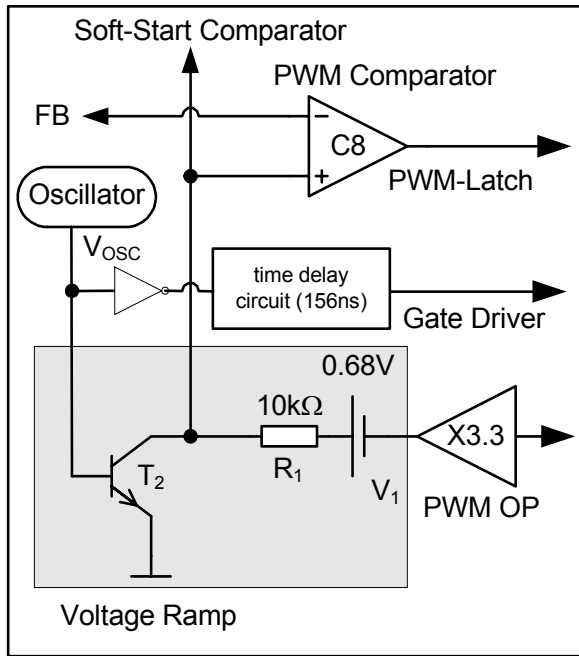 Soft-Start Comparator
PWM Comparator
FB
C8
PWM-Latch
Oscillator
V_OSC
time delay
circuit (156ns)
Gate Driver
0.68V
10kΩ
X3.3
R₁
T₂
V₁
PWM OP
Voltage Ramp